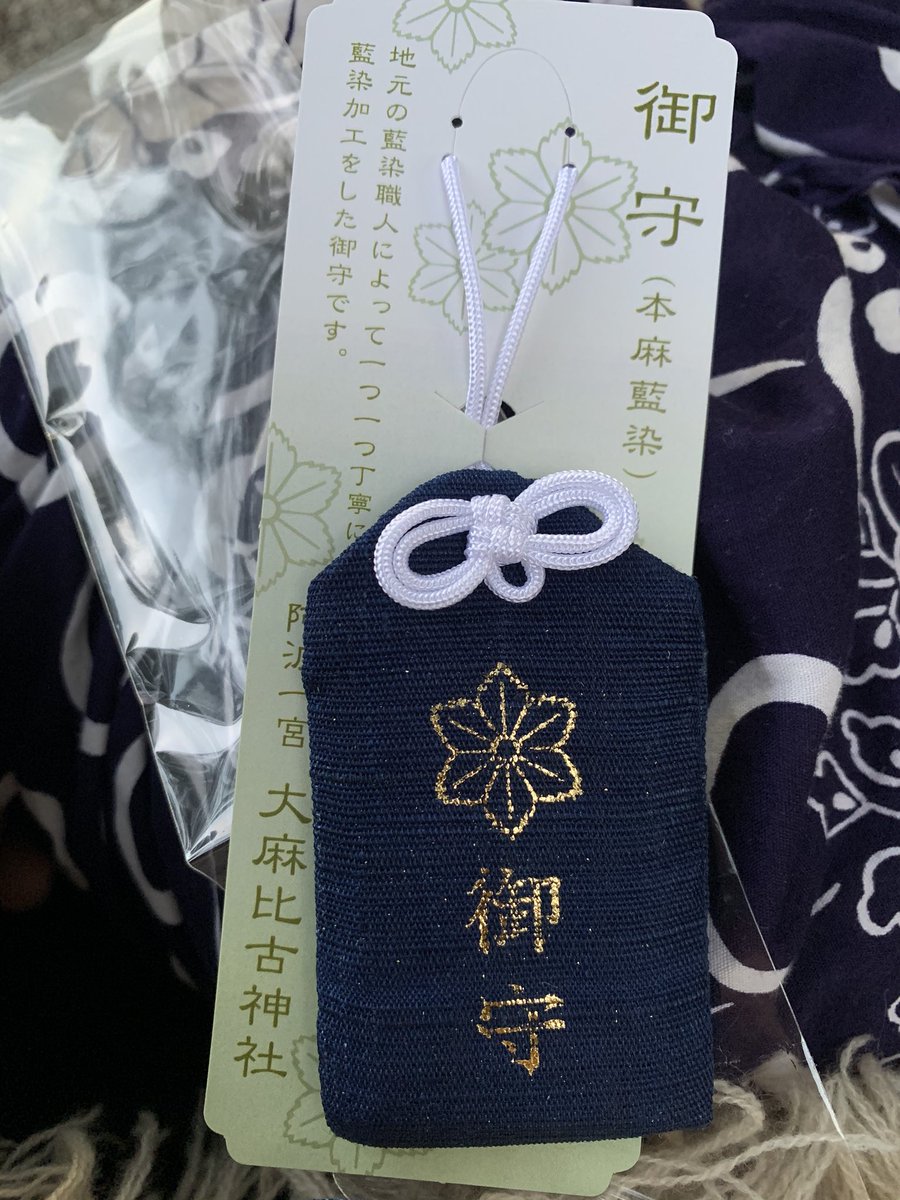 御守(本麻藍染)
地元の藍染職人によって一つ一つ丁寧に
藍染加工をした御守です。
阿波一宮 大麻比古神社
御守